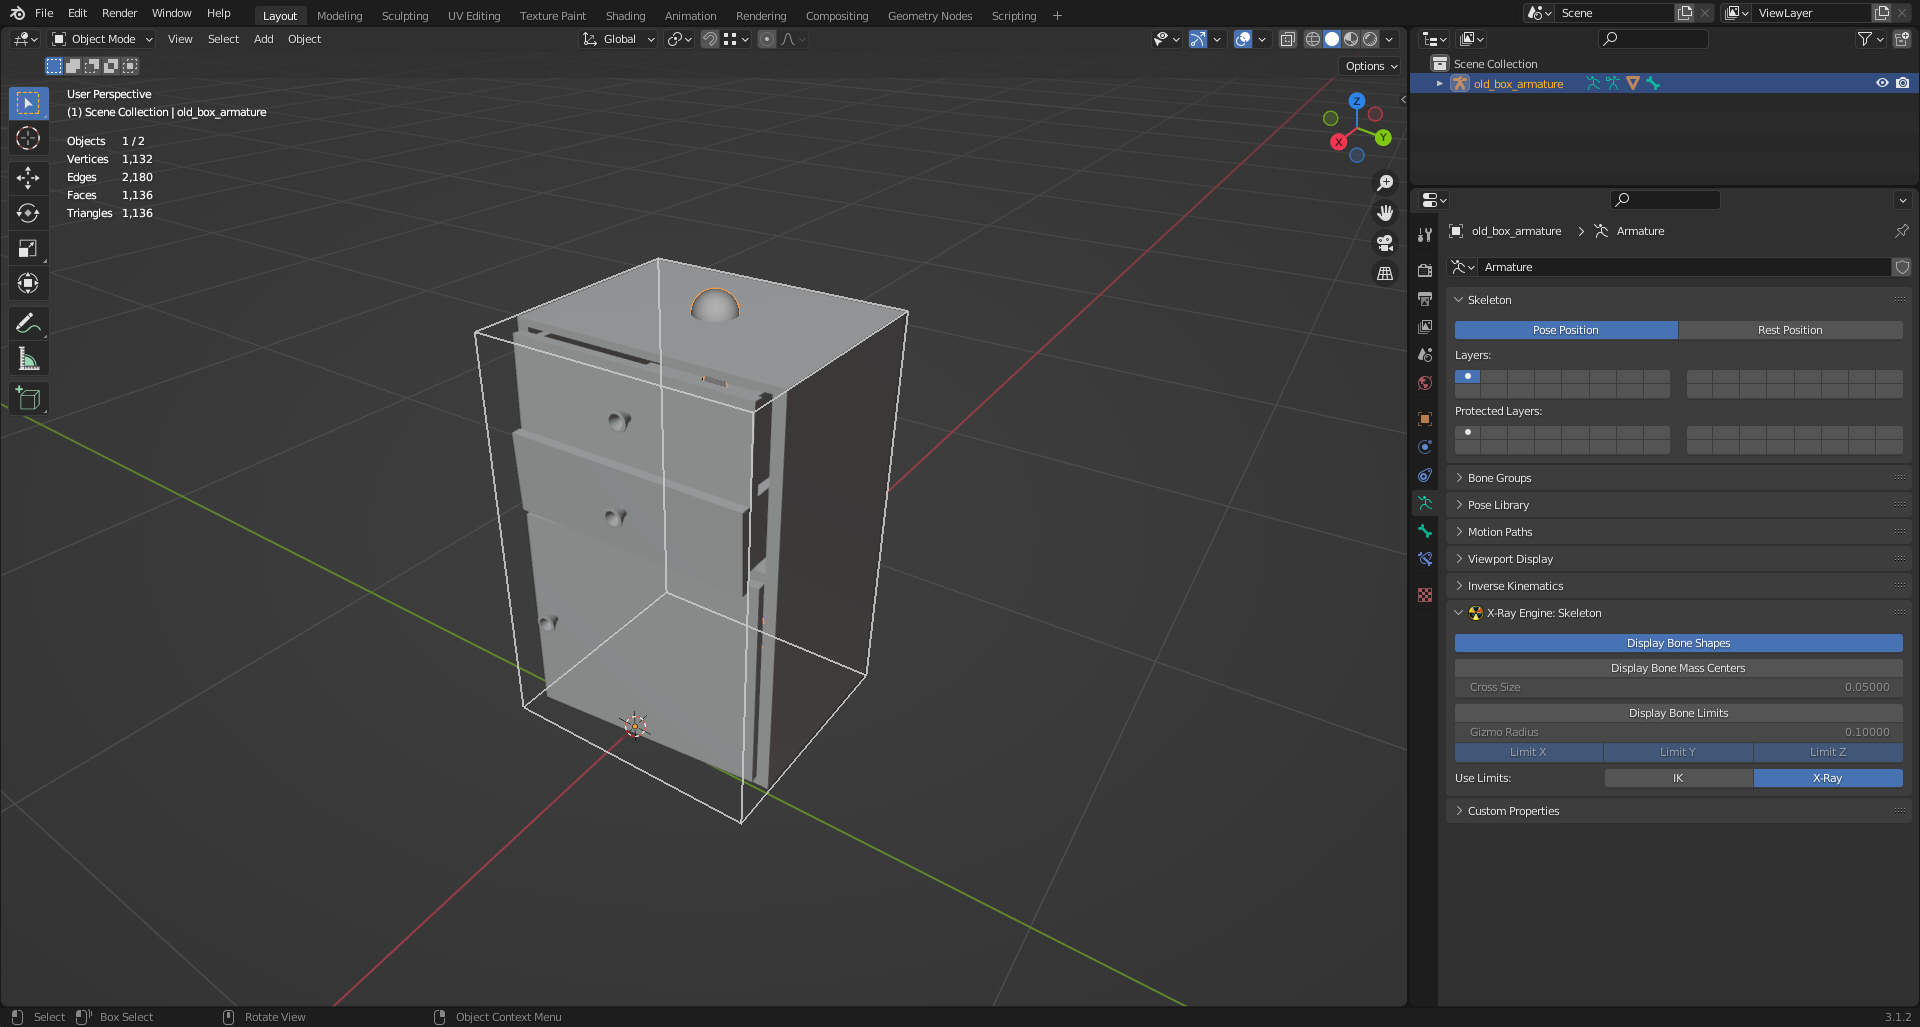 File Edit Render Window Help Layout Modeling Sculpting UV Editing Texture Paint Shading Animation Rendering Compositing Geometry Nodes Scripting + Scene ViewLayer
Object Mode View Select Add Object Global
Options
User Perspective
(1) Scene Collection | old_box_armature
Objects 1 / 2
Vertices 1,132
Edges 2,180
Faces 1,136
Triangles 1,136
Z
Y
X
Scene Collection
old_box_armature
old_box_armature Armature
Armature
Skeleton
Pose Position Rest Position
Layers:
Protected Layers:
Bone Groups
Pose Library
Motion Paths
Viewport Display
Inverse Kinematics
X-Ray Engine: Skeleton
Display Bone Shapes
Display Bone Mass Centers
Cross Size 0.05000
Display Bone Limits
Gizmo Radius 0.10000
Limit X Limit Y Limit Z
Use Limits: IK X-Ray
Custom Properties
Select Box Select Rotate View Object Context Menu 3.1.2